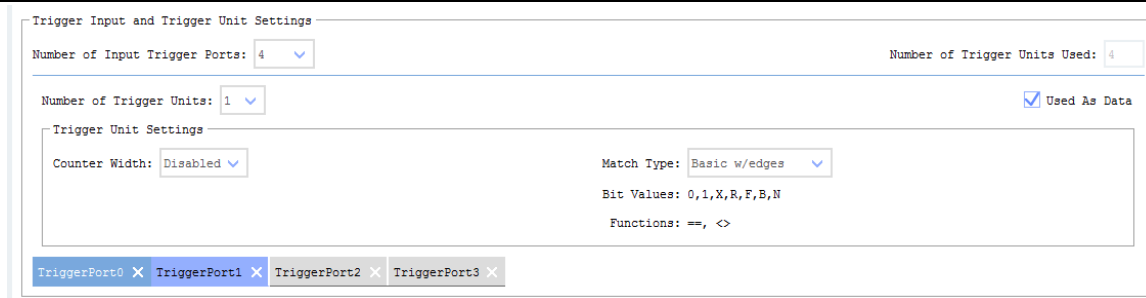 Trigger Input and Trigger Unit Settings
Number of Input Trigger Ports: 4
Number of Trigger Units Used: 4
Number of Trigger Units: 1
Used As Data
Trigger Unit Settings
Counter Width: Disabled
Match Type: Basic w/edges
Bit Values: 0,1,X,R,F,B,N
Functions: ==, <>
TriggerPort0 TriggerPort1 TriggerPort2 TriggerPort3